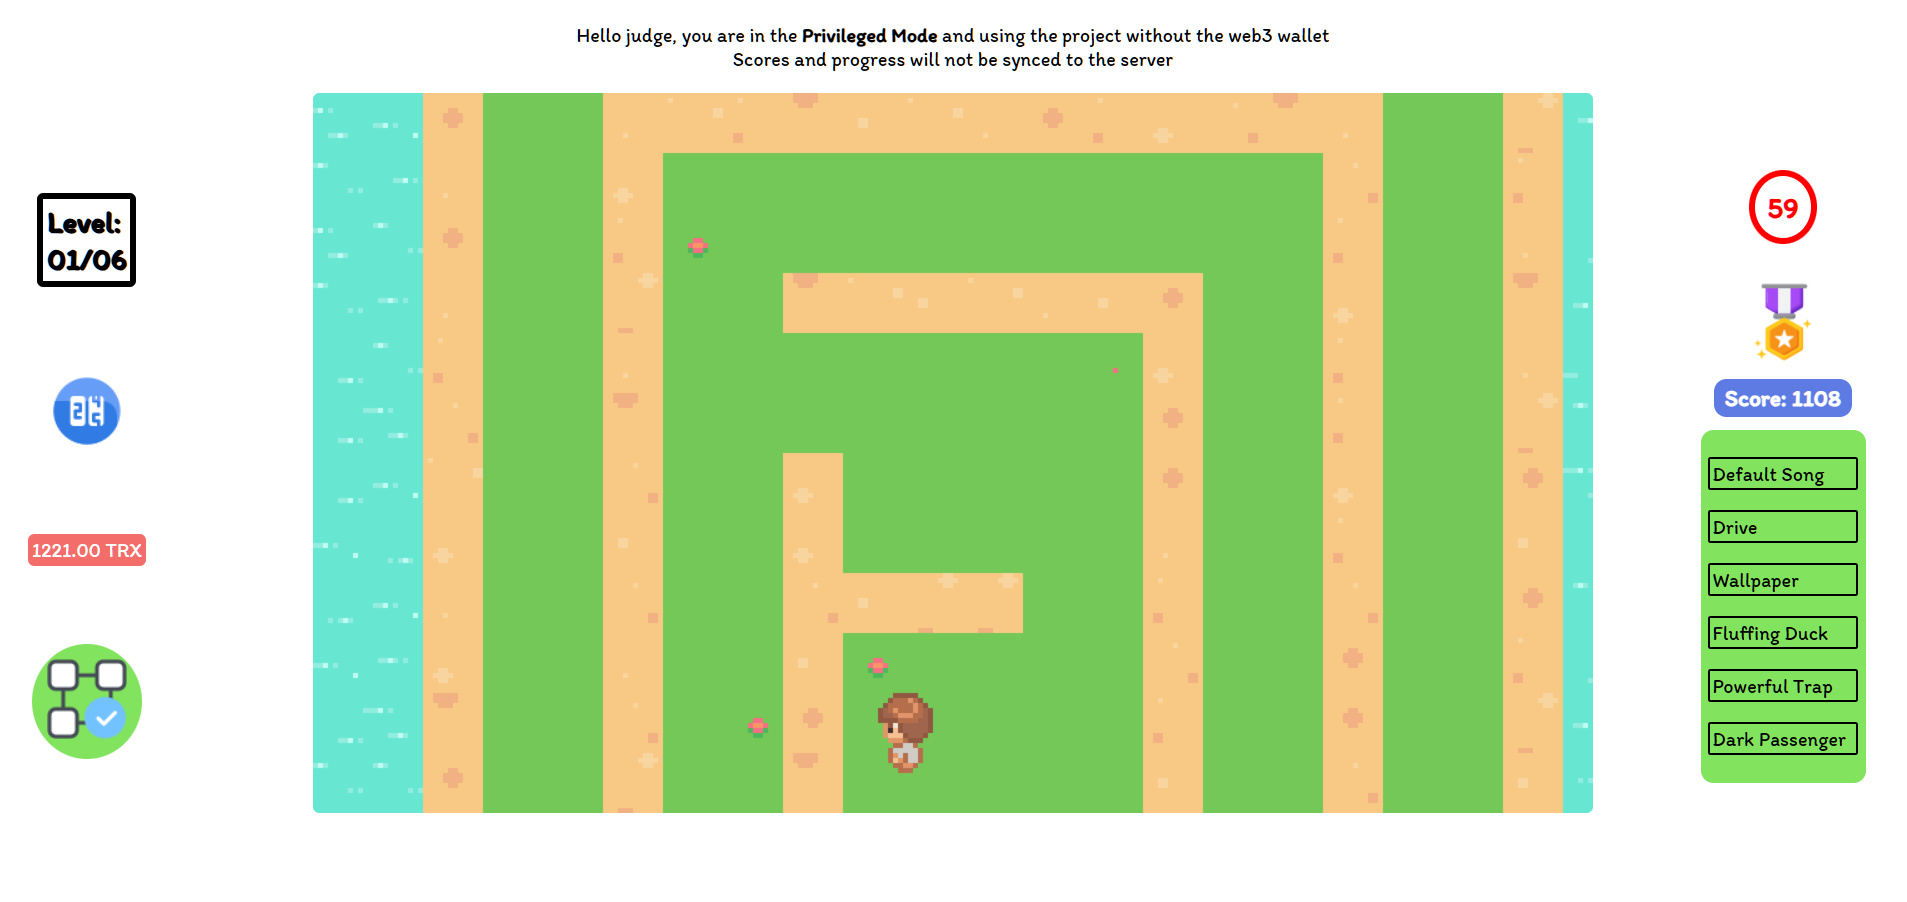 Hello judge, you are in the Privileged Mode and using the project without the web3 wallet
Scores and progress will not be synced to the server
Level:
01/06
1221.00 TRX
59
Score: 1108
Default Song
Drive
Wallpaper
Fluffing Duck
Powerful Trap
Dark Passenger